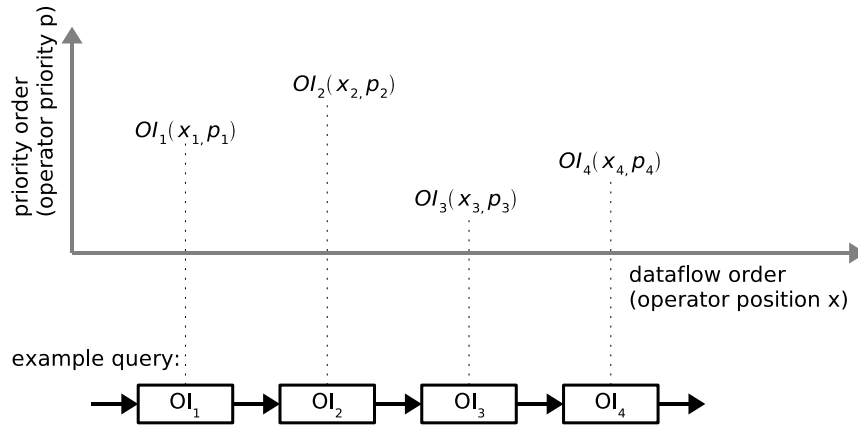 priority order
(operator priority p)
OI₂(x₂,p₂)
OI₁(x₁,p₁)
OI₄(x₄,p₄)
OI₃(x₃,p₃)
dataflow order
(operator position x)
example query:
OI₁ OI₂ OI₃ OI₄